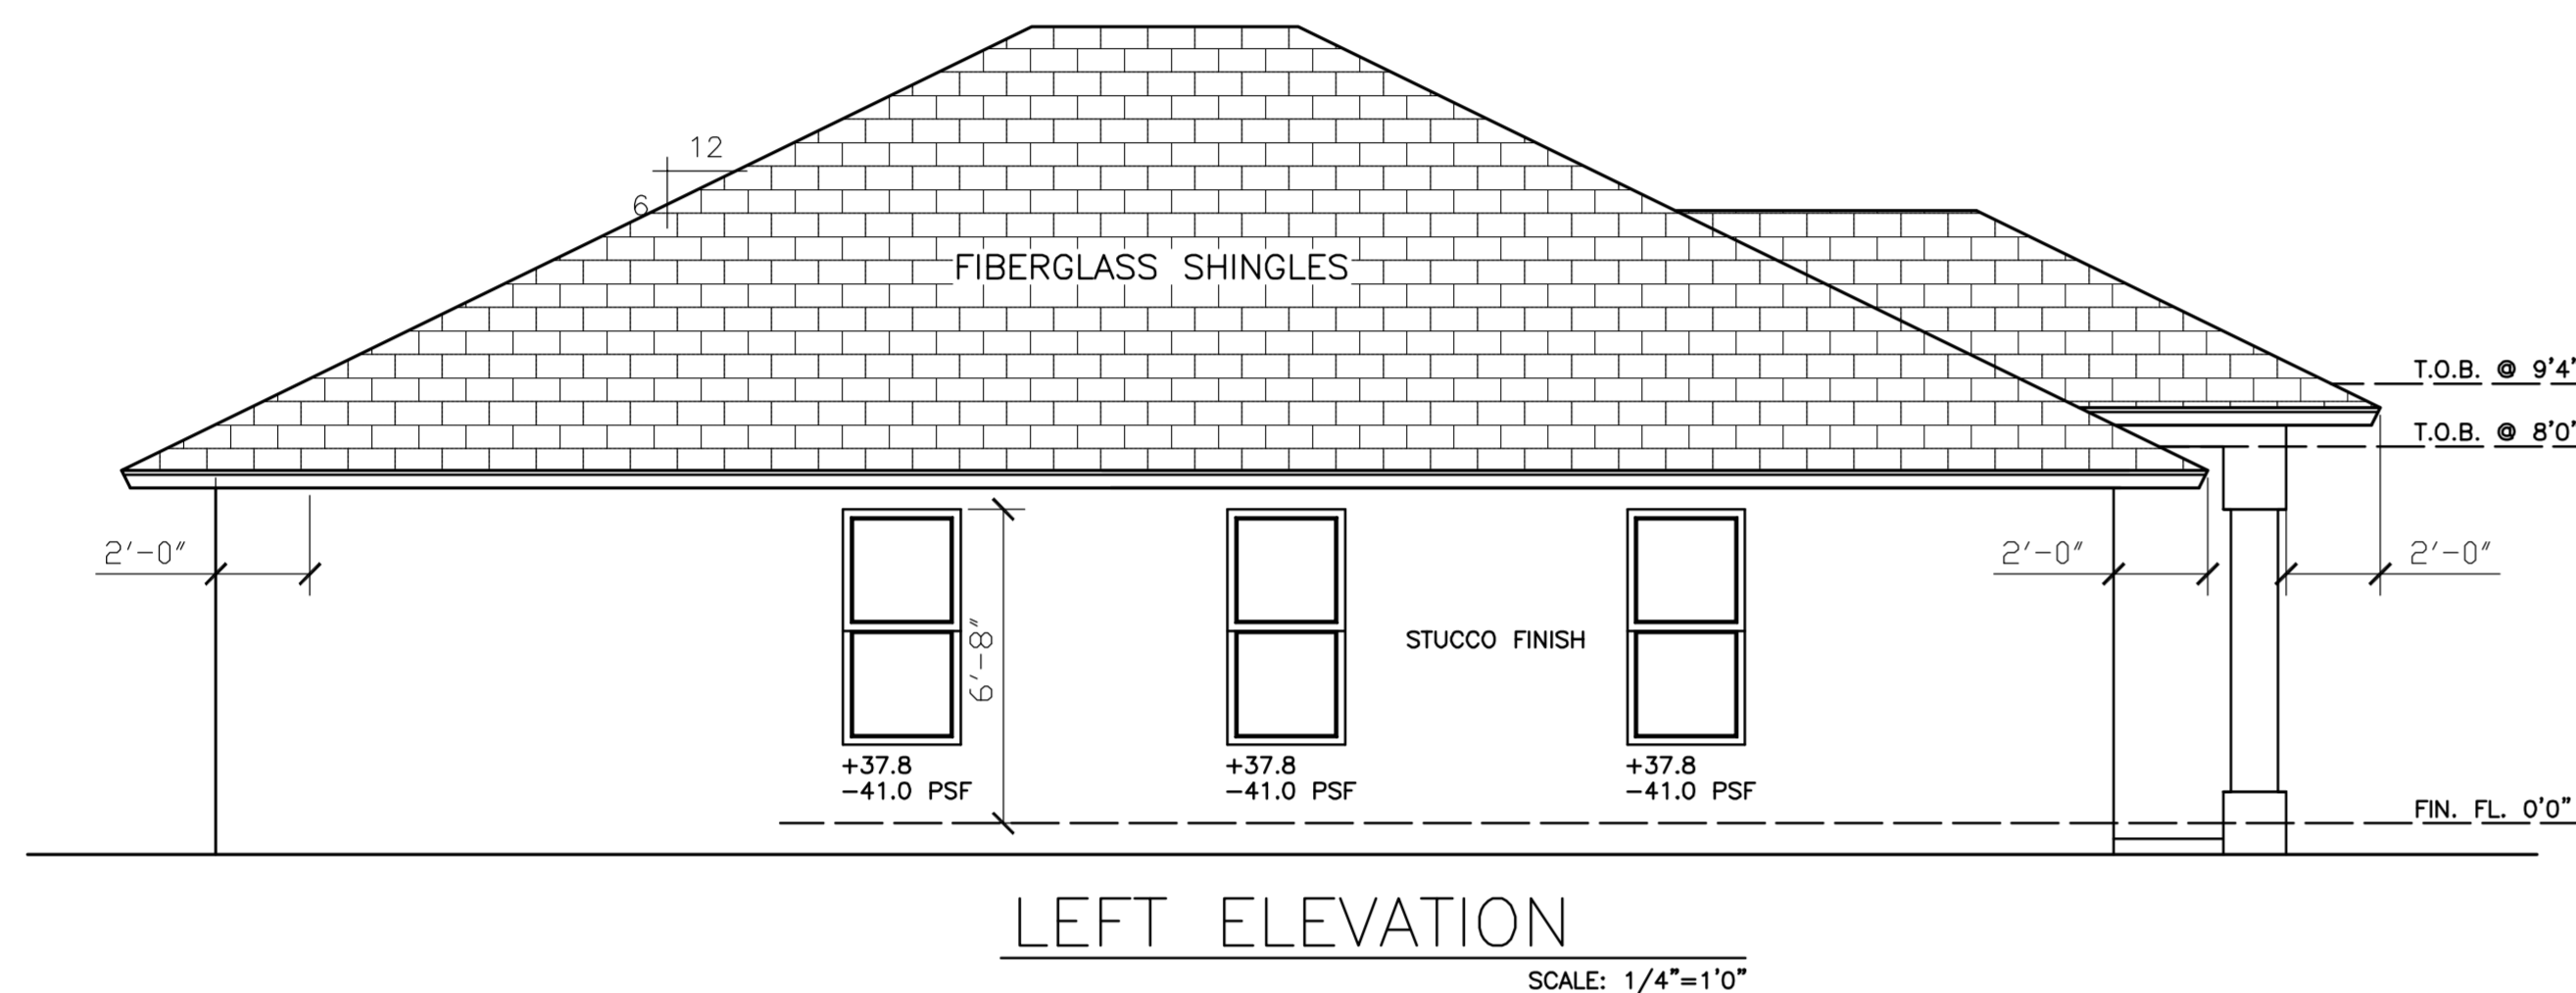 12
6
FIBERGLASS SHINGLES
T.O.B. @ 9'4"
T.O.B. @ 8'0"
2'-0"
2'-0"
2'-0"
6'-8"
STUCCO FINISH
+37.8
-41.0 PSF
+37.8
-41.0 PSF
+37.8
-41.0 PSF
FIN. FL. 0'0"
LEFT ELEVATION
SCALE: 1/4"=1'0"